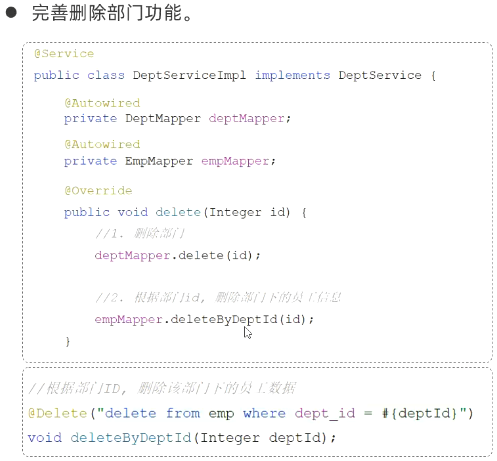 ● 完善删除部门功能。
@Service
public class DeptServiceImpl implements DeptService {
@Autowired
private DeptMapper deptMapper;
@Autowired
private EmpMapper empMapper;
@Override
public void delete(Integer id) {
//1. 删除部门
deptMapper.delete(id);
//2. 根据部门id, 删除部门下的员工信息
empMapper.deleteByDeptId(id);
}
//根据部门ID, 删除该部门下的员工数据
@Delete("delete from emp where dept_id = #{deptId}")
void deleteByDeptId(Integer deptId);